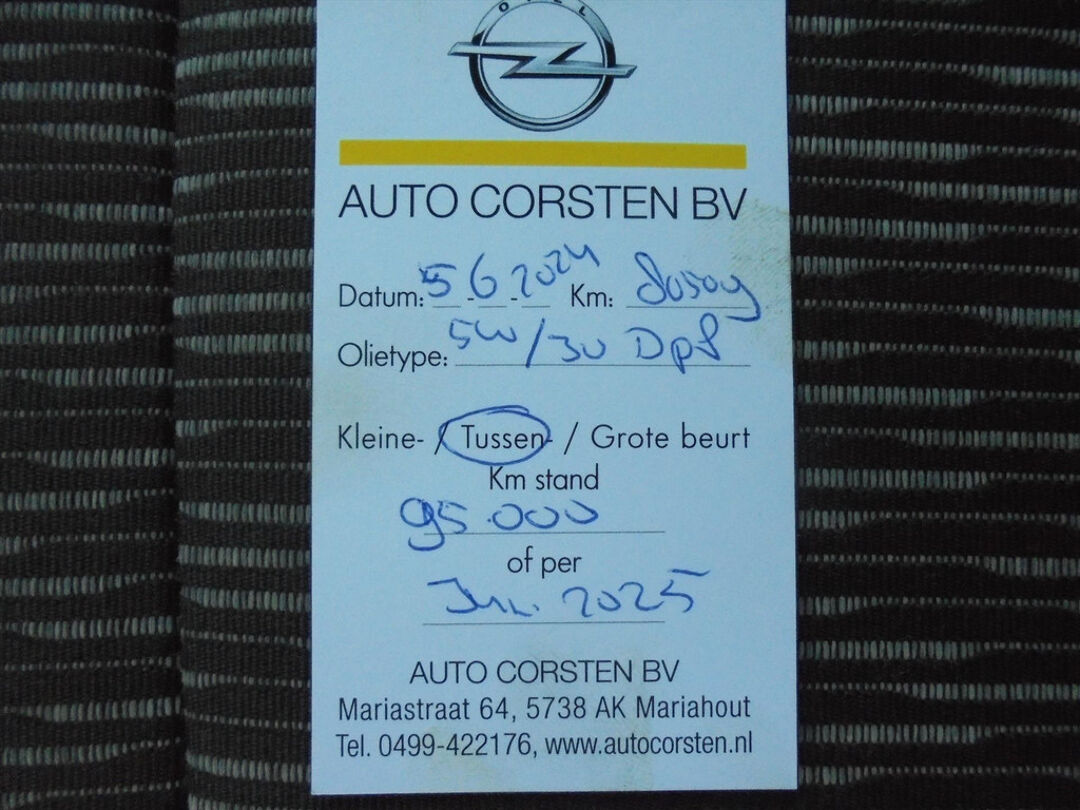 OPEL
AUTO CORSTEN BV
Datum: 5-6-2024 Km: 80509
Olietype: 5W/30 Dpf
Kleine- / Tussen- / Grote beurt
Km stand
95.000
of per
Juni 2025
AUTO CORSTEN BV
Mariastraat 64, 5738 AK Mariahout
Tel. 0499-422176, www.autocorsten.nl